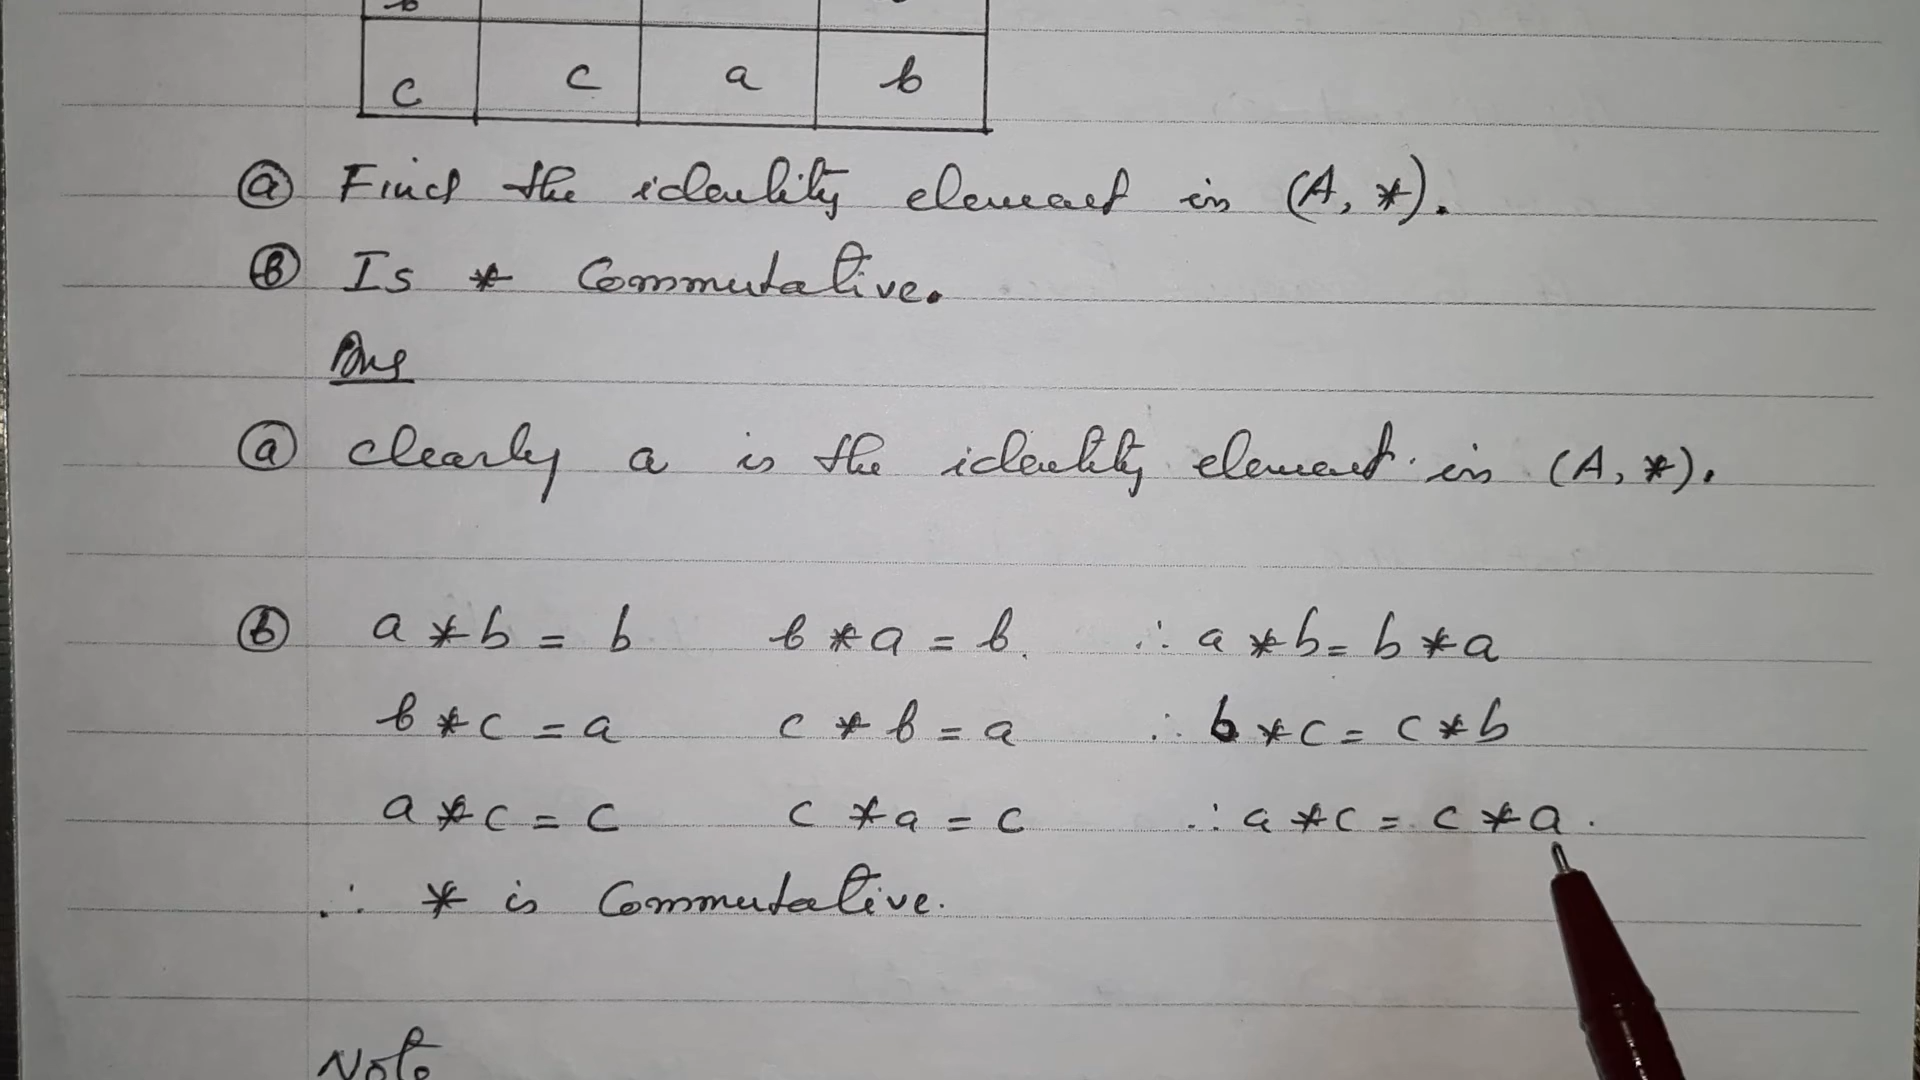 b
c c a b
(a) Find the identity element in (A, *).
(B) Is * Commutative.
Ans
(a) clearly a is the identity element in (A, *).
(b) a * b = b b * a = b. ∴ a * b = b * a
b * c = a c * b = a ∴ b * c = c * b
a * c = c c * a = c ∴ a * c = c * a.
∴ * is Commutative.
Note